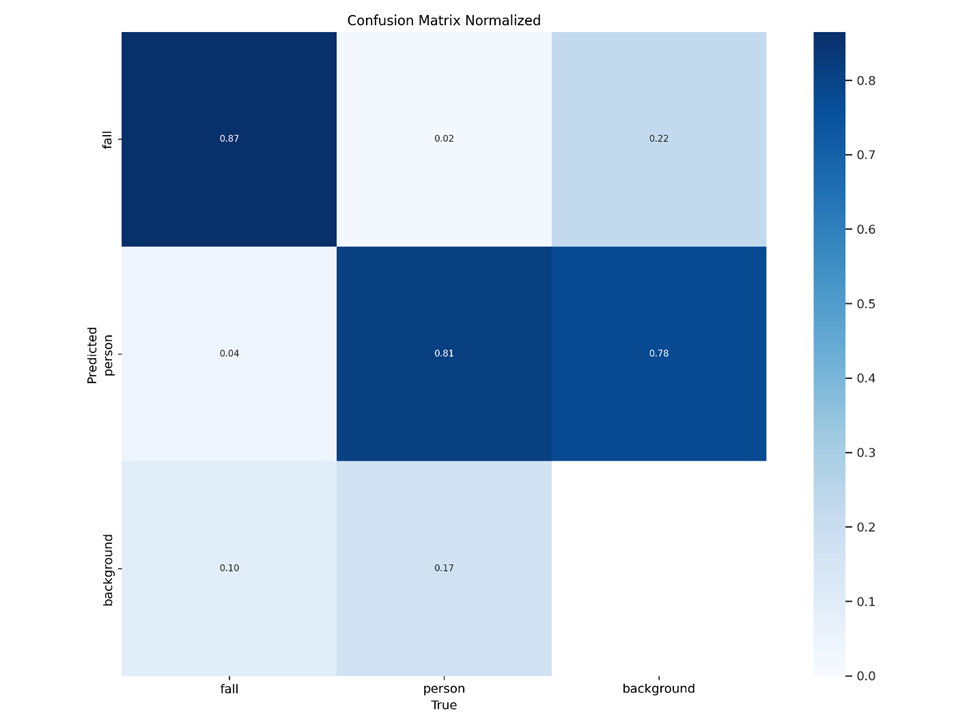 Confusion Matrix Normalized
fall
0.87
0.02
0.22
0.8
0.7
0.6
Predicted
person
0.04
0.81
0.78
0.5
0.4
0.3
background
0.10
0.17
0.2
0.1
0.0
fall
person
background
True